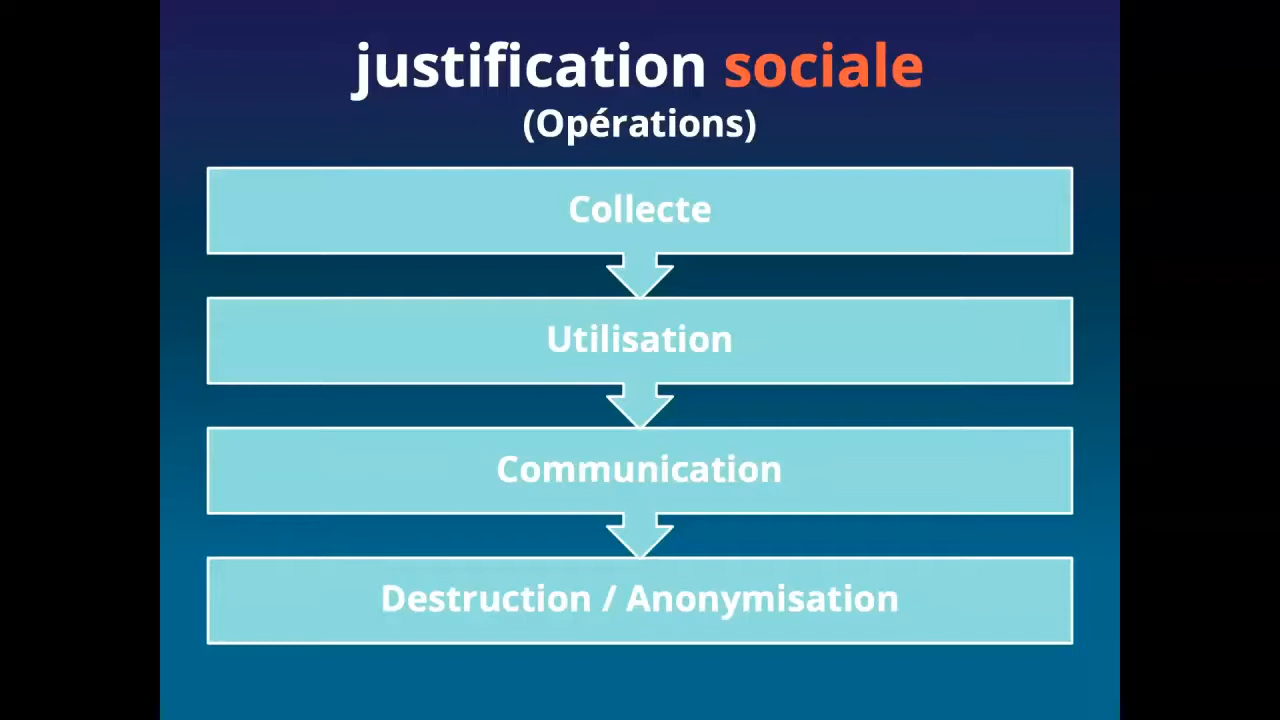 justification sociale
(Opérations)
Collecte
Utilisation
Communication
Destruction / Anonymisation